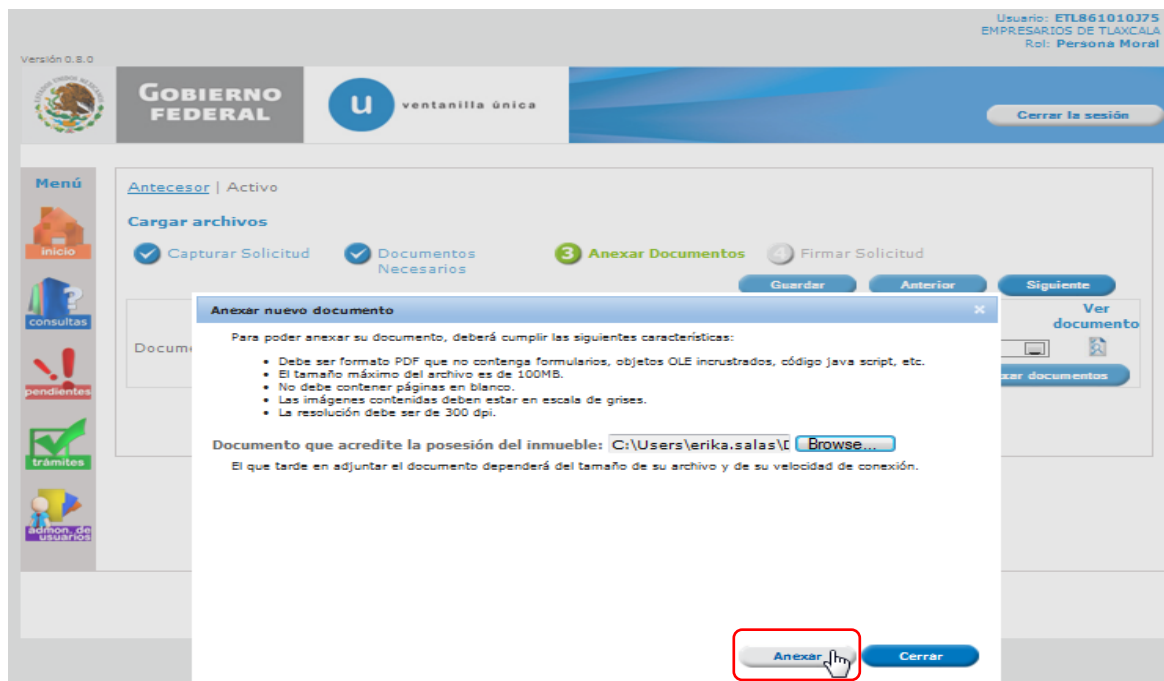 Usuario: ETL861010J75
EMPRESARIOS DE TLAXCALA
Rol: Persona Moral
Versión 0.8.0
GOBIERNO
FEDERAL
u ventanilla única
Cerrar la sesión
Menú
Antecesor | Activo
Cargar archivos
inicio
Capturar Solicitud
Documentos
Necesarios
3 Anexar Documentos
4 Firmar Solicitud
Guardar Anterior Siguiente
consultas
Anexar nuevo documento
Ver
documento
Para poder anexar su documento, deberá cumplir las siguientes características:
Docume
• Debe ser formato PDF que no contenga formularios, objetos OLE incrustrados, código java script, etc.
• El tamaño máximo del archivo es de 100MB.
• No debe contener páginas en blanco.
• Las imágenes contenidas deben estar en escala de grises.
• La resolución debe ser de 300 dpi.
xar documentos
pendientes
Documento que acredite la posesión del inmueble: C:\Users\erika.salas\D Browse...
El que tarde en adjuntar el documento dependerá del tamaño de su archivo y de su velocidad de conexión.
trámites
admon. de
usuarios
Anexar Cerrar